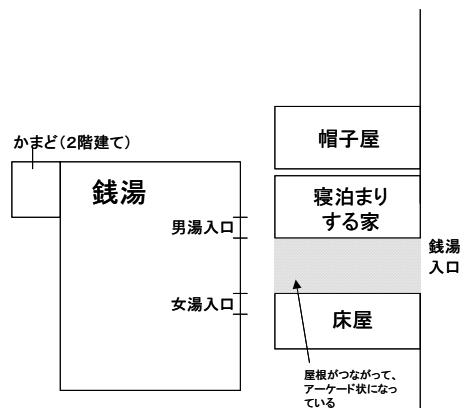 帽子屋
かまど(2階建て)
銭湯
寝泊まり
する家
男湯入口
銭湯
入口
女湯入口
床屋
屋根がつながって、
アーケード状になっ
ている